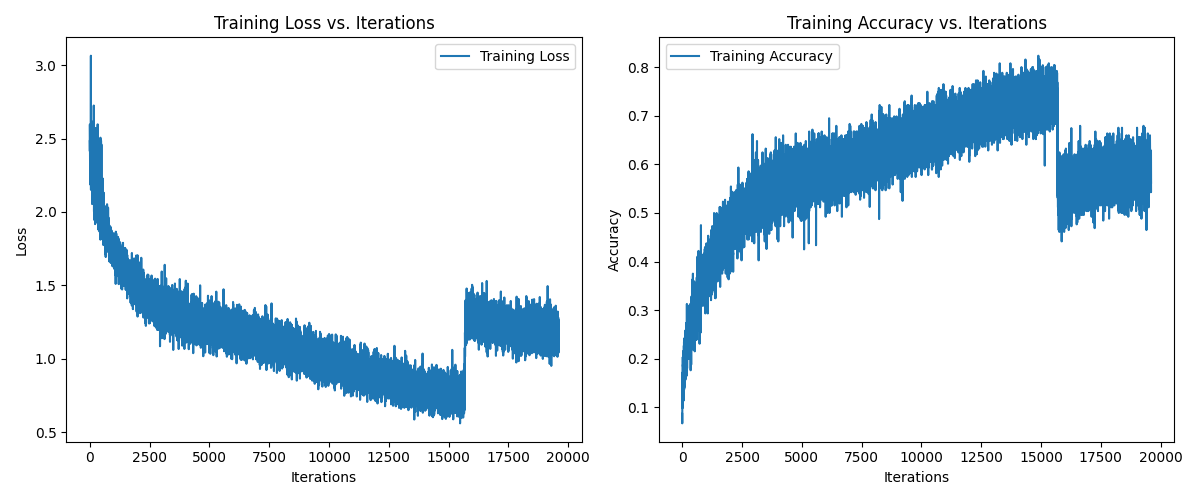 Training Loss vs. Iterations
Training Loss
3.0
2.5
2.0
1.5
1.0
0.5
Loss
0 2500 5000 7500 10000 12500 15000 17500 20000
Iterations
Training Accuracy vs. Iterations
Training Accuracy
0.8
0.7
0.6
0.5
0.4
0.3
0.2
0.1
Accuracy
0 2500 5000 7500 10000 12500 15000 17500 20000
Iterations